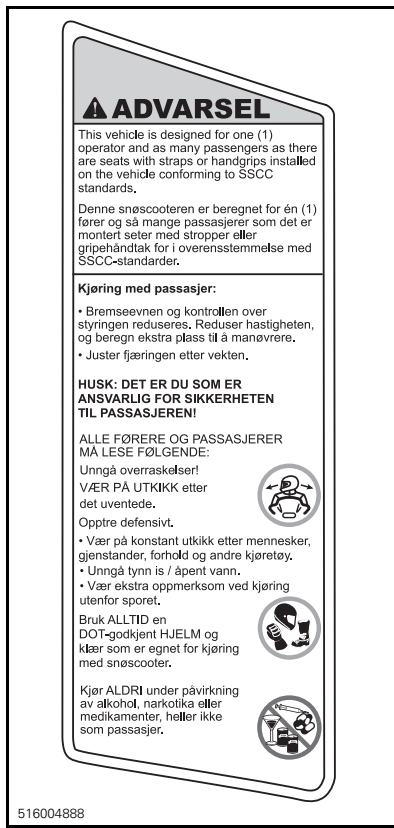 ADVARSEL
This vehicle is designed for one (1)
operator and as many passengers as there
are seats with straps or handgrips installed
on the vehicle conforming to SSCC
standards.
Denne snøscooteren er beregnet for én (1)
fører og så mange passasjerer som det er
montert seter med stropper eller
gripehåndtak for i overensstemmelse med
SSCC-standarder.
Kjøring med passasjer:
• Bremseevnen og kontrollen over
styringen reduseres. Reduser hastigheten,
og beregn ekstra plass til å manøvrere.
• Juster fjæringen etter vekten.
HUSK: DET ER DU SOM ER
ANSVARLIG FOR SIKKERHETEN
TIL PASSASJEREN!
ALLE FØRERE OG PASSASJERER
MÅ LESE FØLGENDE:
Unngå overraskelser!
VÆR PÅ UTKIKK etter
det uventede.
Opptre defensivt.
• Vær på konstant utkikk etter mennesker,
gjenstander, forhold og andre kjøretøy.
• Unngå tynn is / åpent vann.
• Vær ekstra oppmerksom ved kjøring
utenfor sporet.
Bruk ALLTID en
DOT-godkjent HJELM og
klær som er egnet for kjøring
med snøscooter.
Kjør ALDRI under påvirkning
av alkohol, narkotika eller
medikamenter, heller ikke
som passasjer.
516004888